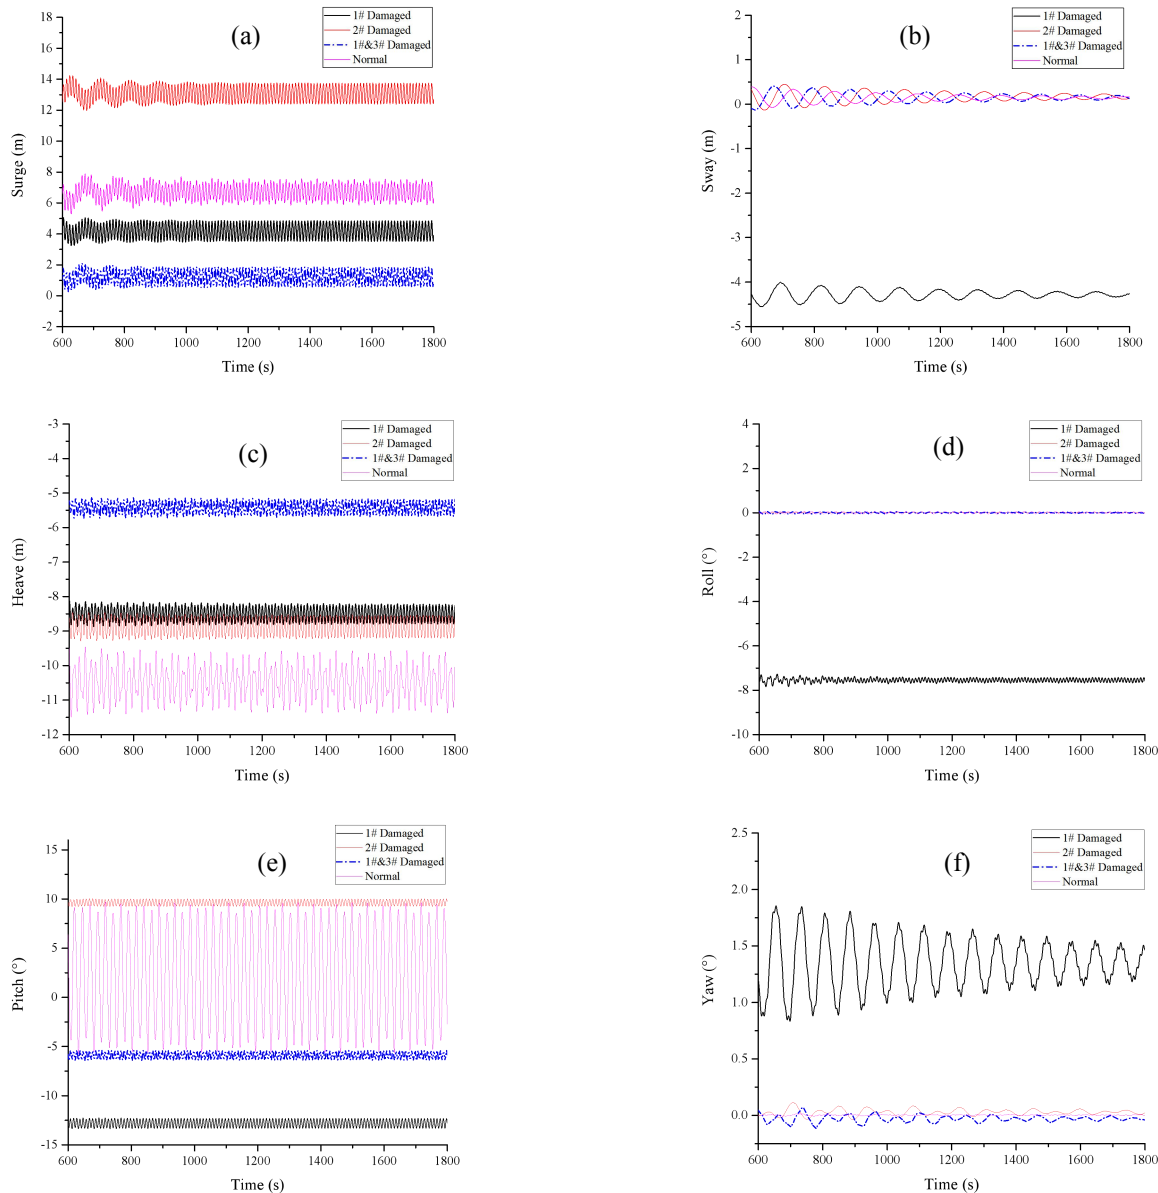 (a)
1# Damaged
2# Damaged
1#&3# Damaged
Normal
18
16
14
12
10
8
6
4
2
0
-2
Surge (m)
600 800 1000 1200 1400 1600 1800
Time (s)
(b)
1# Damaged
2# Damaged
1#&3# Damaged
Normal
2
1
0
-1
-2
-3
-4
-5
Sway (m)
600 800 1000 1200 1400 1600 1800
Time (s)
(c)
1# Damaged
2# Damaged
1#&3# Damaged
Normal
-3
-4
-5
-6
-7
-8
-9
-10
-11
-12
Heave (m)
600 800 1000 1200 1400 1600 1800
Time (s)
(d)
1# Damaged
2# Damaged
1#&3# Damaged
Normal
4
2
0
-2
-4
-6
-8
-10
Roll (°)
600 800 1000 1200 1400 1600 1800
Time (s)
(e)
1# Damaged
2# Damaged
1#&3# Damaged
Normal
15
10
5
0
-5
-10
-15
Pitch (°)
600 800 1000 1200 1400 1600 1800
Time (s)
(f)
1# Damaged
2# Damaged
1#&3# Damaged
Normal
2.5
2.0
1.5
1.0
0.5
0.0
Yaw (°)
600 800 1000 1200 1400 1600 1800
Time (s)